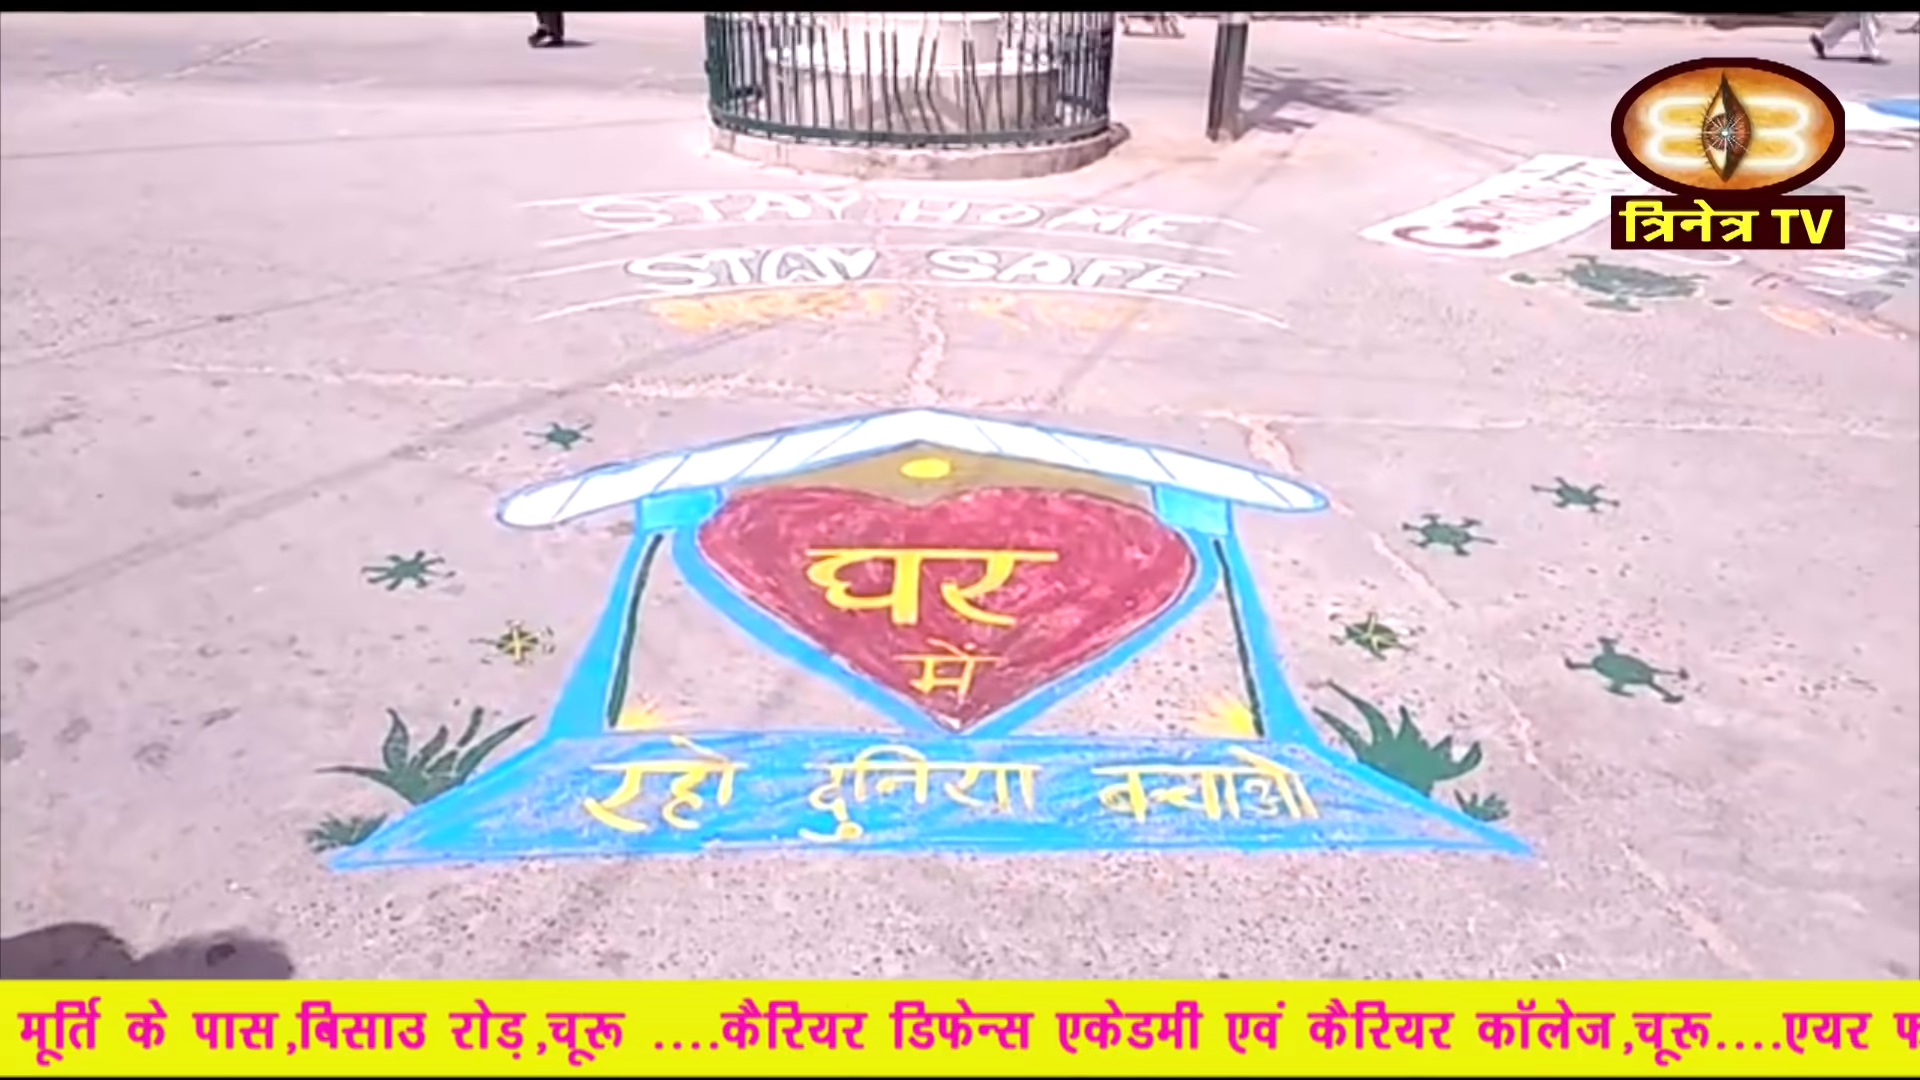 त्रिनेत्र TV
STAY HOME
STAY SAFE
घर
में
रहो दुनिया बचाओ
मूर्ति के पास,बिसाउ रोड़,चूरू ....कैरियर डिफेन्स एकेडमी एवं कैरियर कॉलेज,चूरू....एयर फ